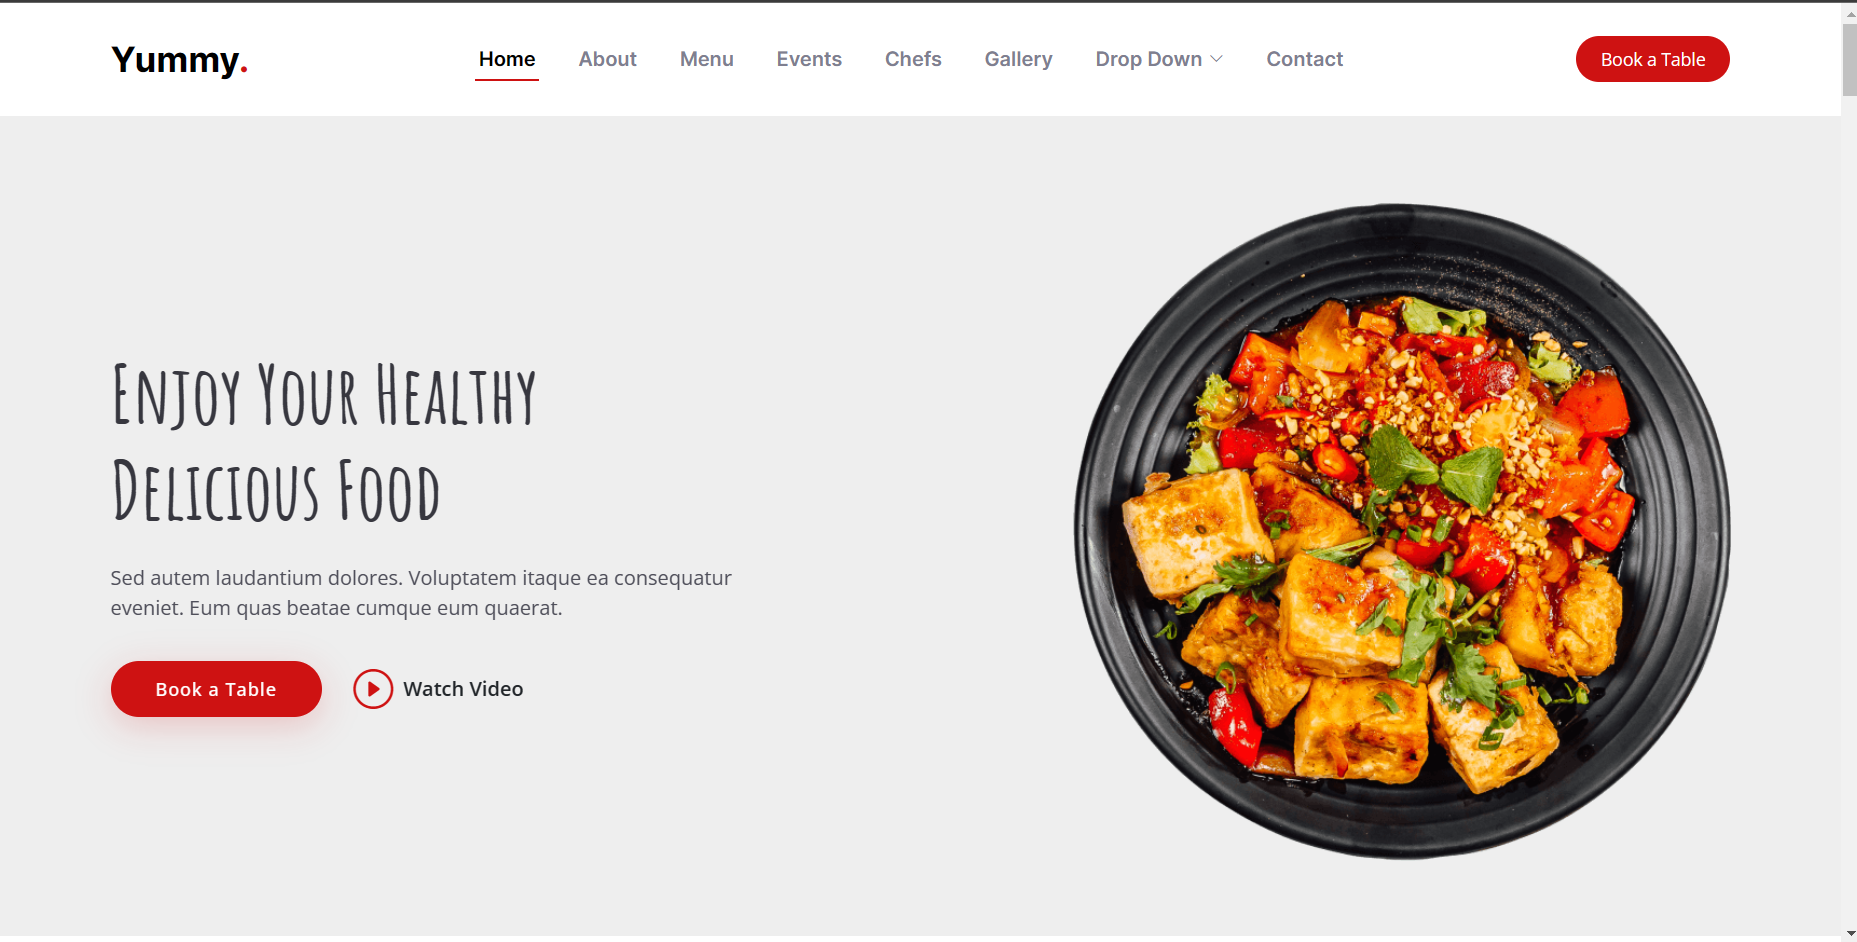 Yummy.
Home
About
Menu
Events
Chefs
Gallery
Drop Down
Contact
Book a Table
Enjoy Your Healthy
Delicious Food
Sed autem laudantium dolores. Voluptatem itaque ea consequatur
eveniet. Eum quas beatae cumque eum quaerat.
Book a Table
Watch Video